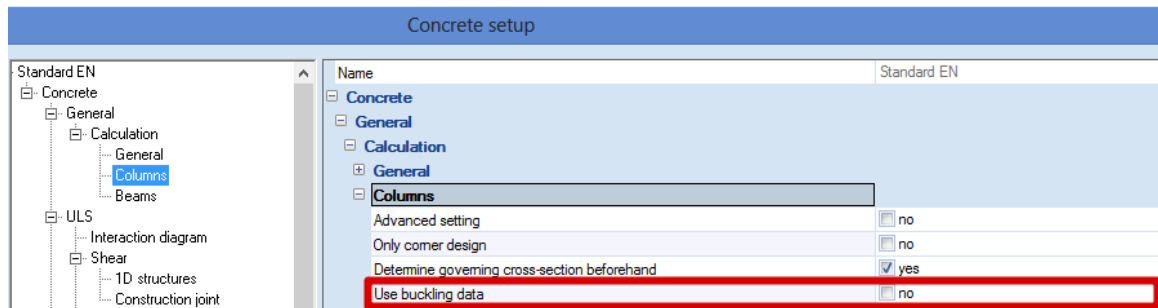 Concrete setup
Standard EN
Concrete
General
Calculation
General
Columns
Beams
ULS
Interaction diagram
Shear
1D structures
Construction joint
Name Standard EN
Concrete
General
Calculation
General
Columns
Advanced setting no
Only corner design no
Determine governing cross-section beforehand yes
Use buckling data no